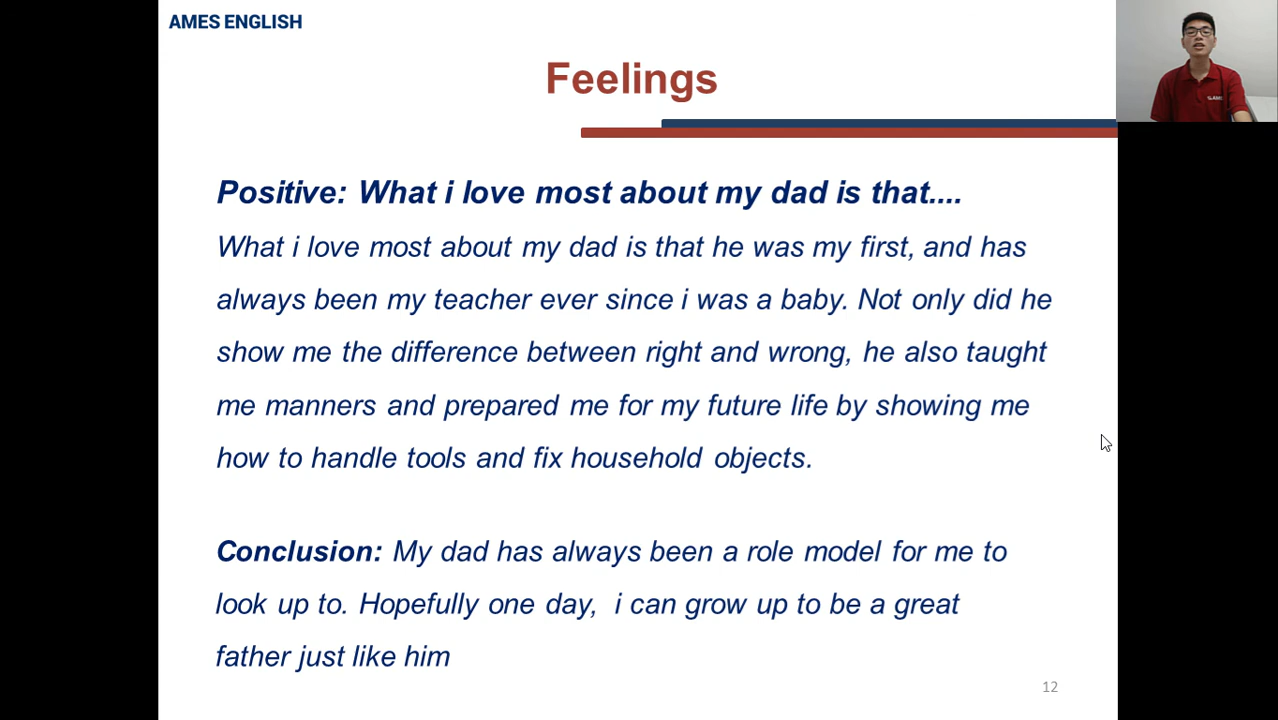 AMES ENGLISH
Feelings
Positive: What i love most about my dad is that....
What i love most about my dad is that he was my first, and has
always been my teacher ever since i was a baby. Not only did he
show me the difference between right and wrong, he also taught
me manners and prepared me for my future life by showing me
how to handle tools and fix household objects.
Conclusion: My dad has always been a role model for me to
look up to. Hopefully one day,  i can grow up to be a great
father just like him
12